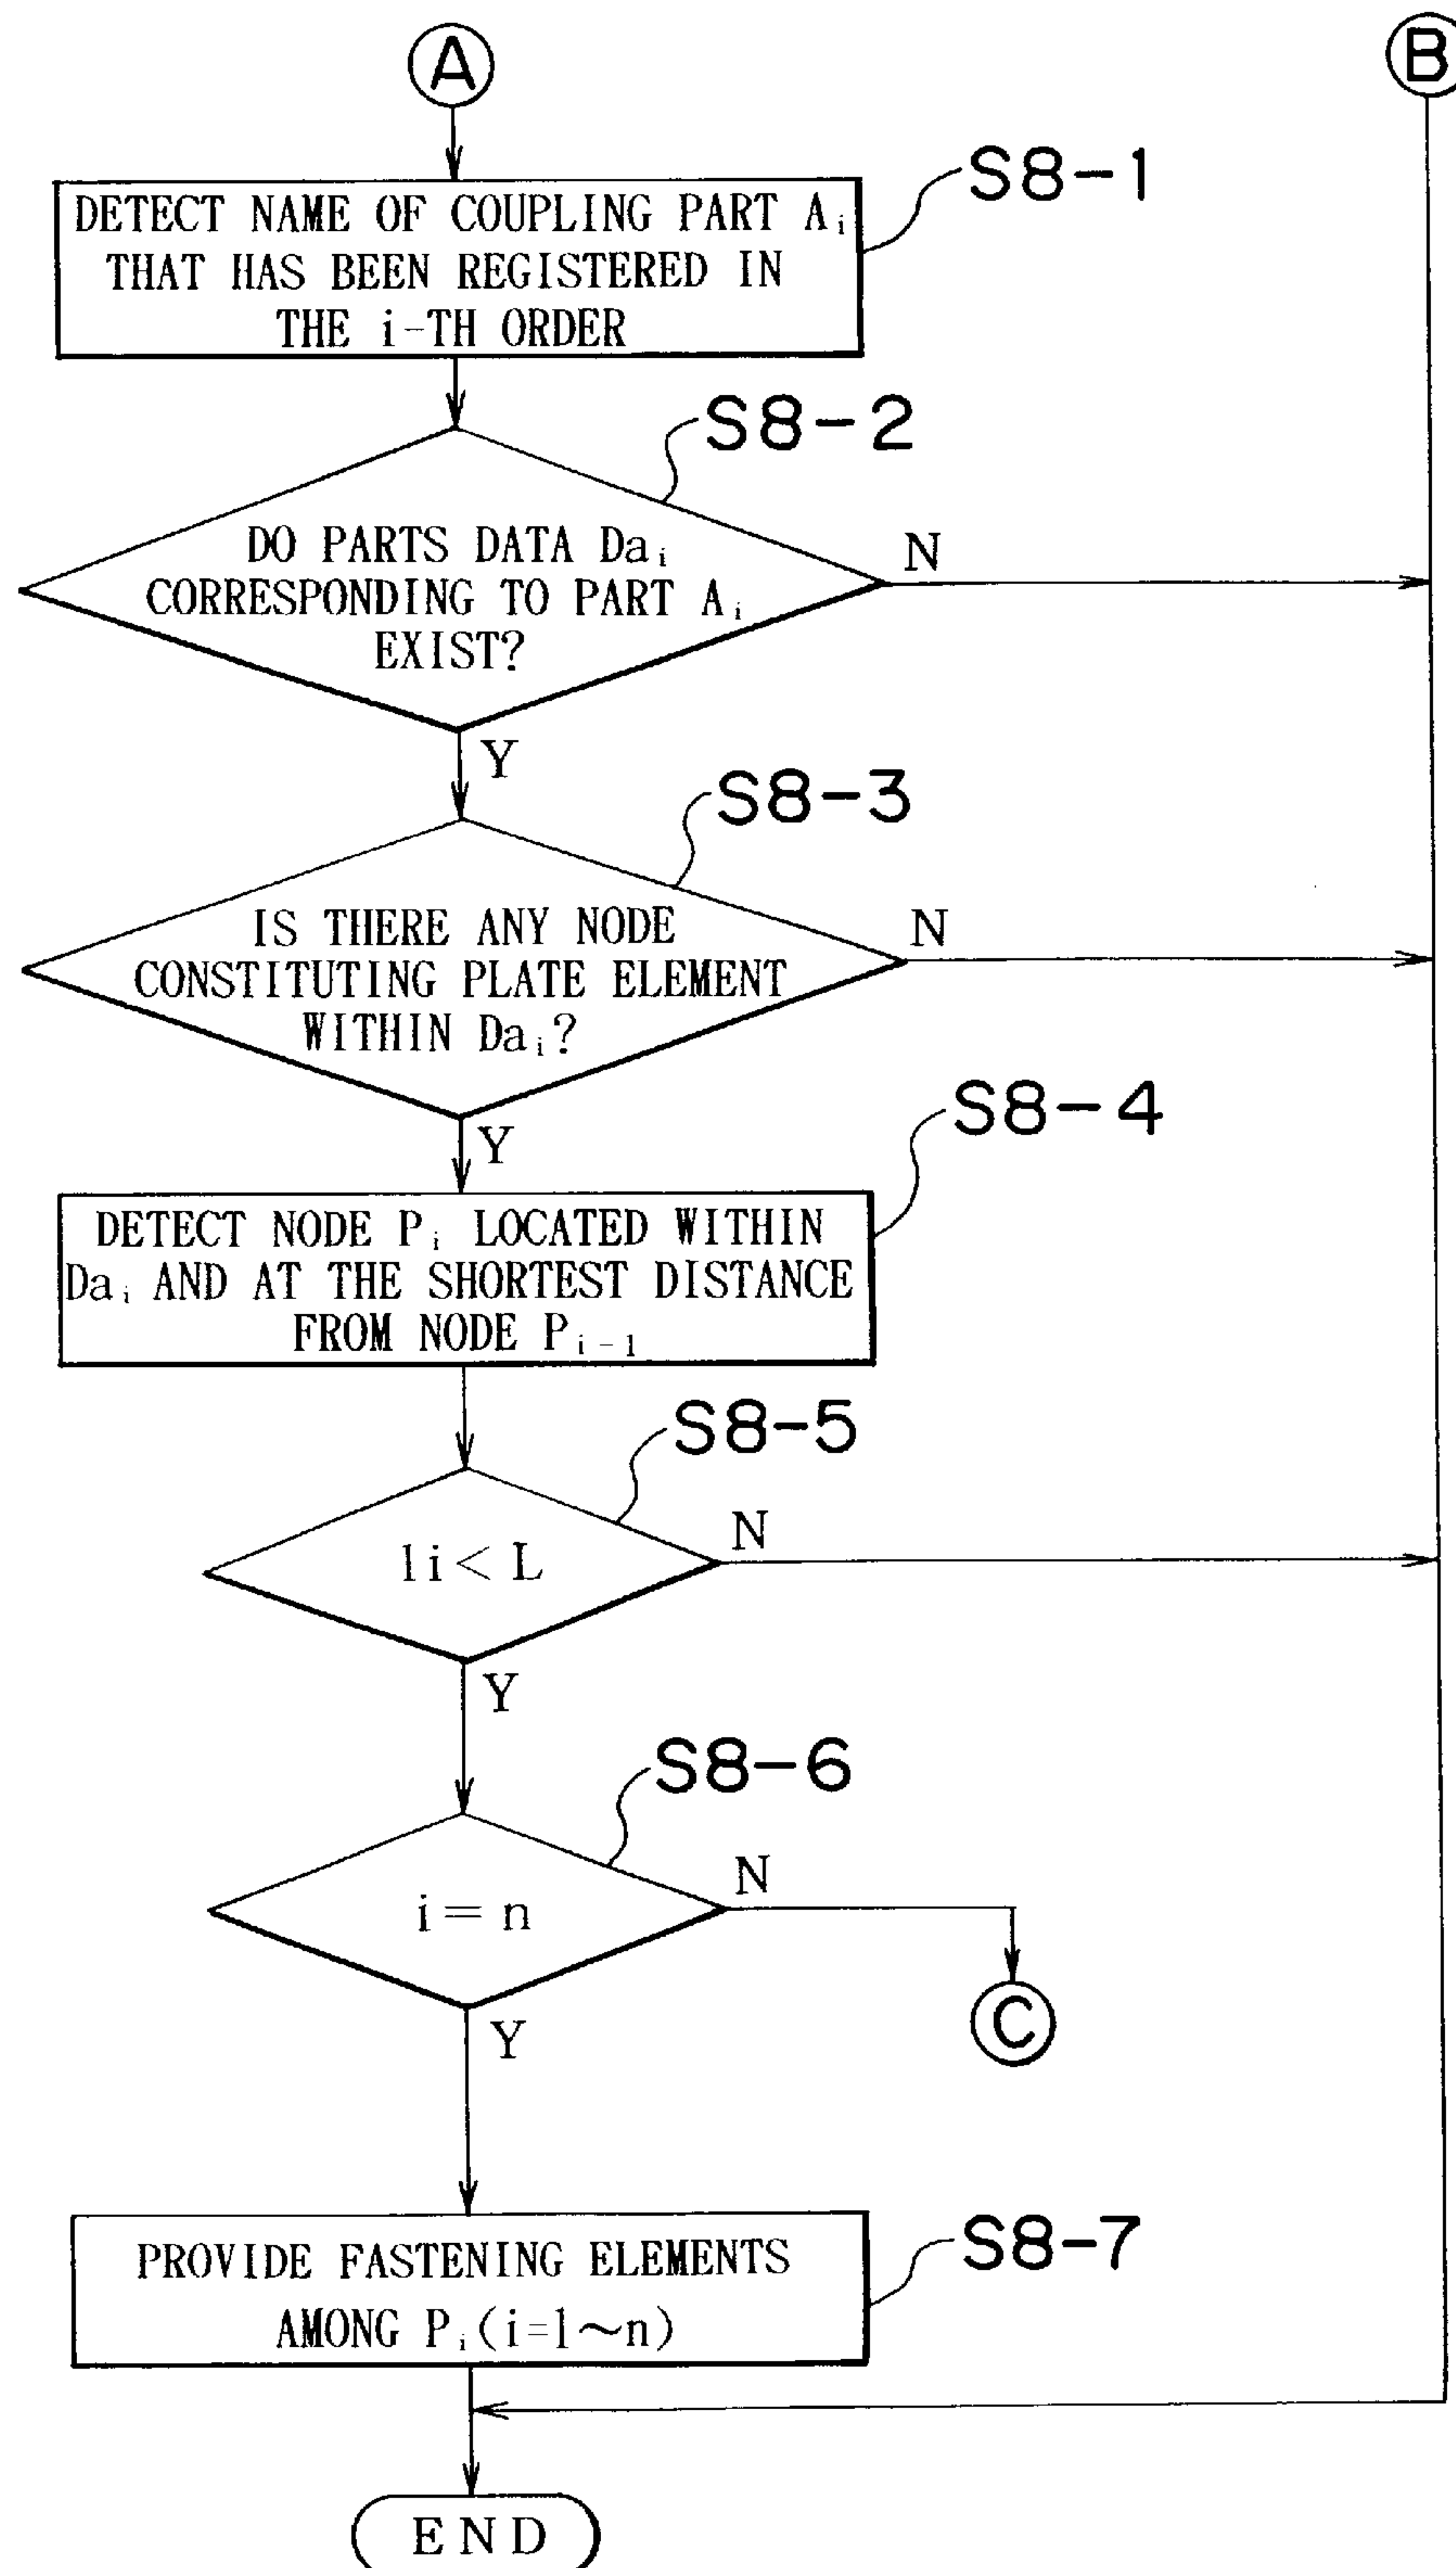 A
B
S8-1
DETECT NAME OF COUPLING PART Ai
THAT HAS BEEN REGISTERED IN
THE i-TH ORDER
S8-2
DO PARTS DATA Dai
CORRESPONDING TO PART Ai
EXIST?
N
Y
S8-3
IS THERE ANY NODE
CONSTITUTING PLATE ELEMENT
WITHIN Dai?
N
Y
S8-4
DETECT NODE Pi LOCATED WITHIN
Dai AND AT THE SHORTEST DISTANCE
FROM NODE Pi-1
S8-5
li < L
N
Y
S8-6
i = n
N
C
Y
S8-7
PROVIDE FASTENING ELEMENTS
AMONG Pi(i=1~n)
END